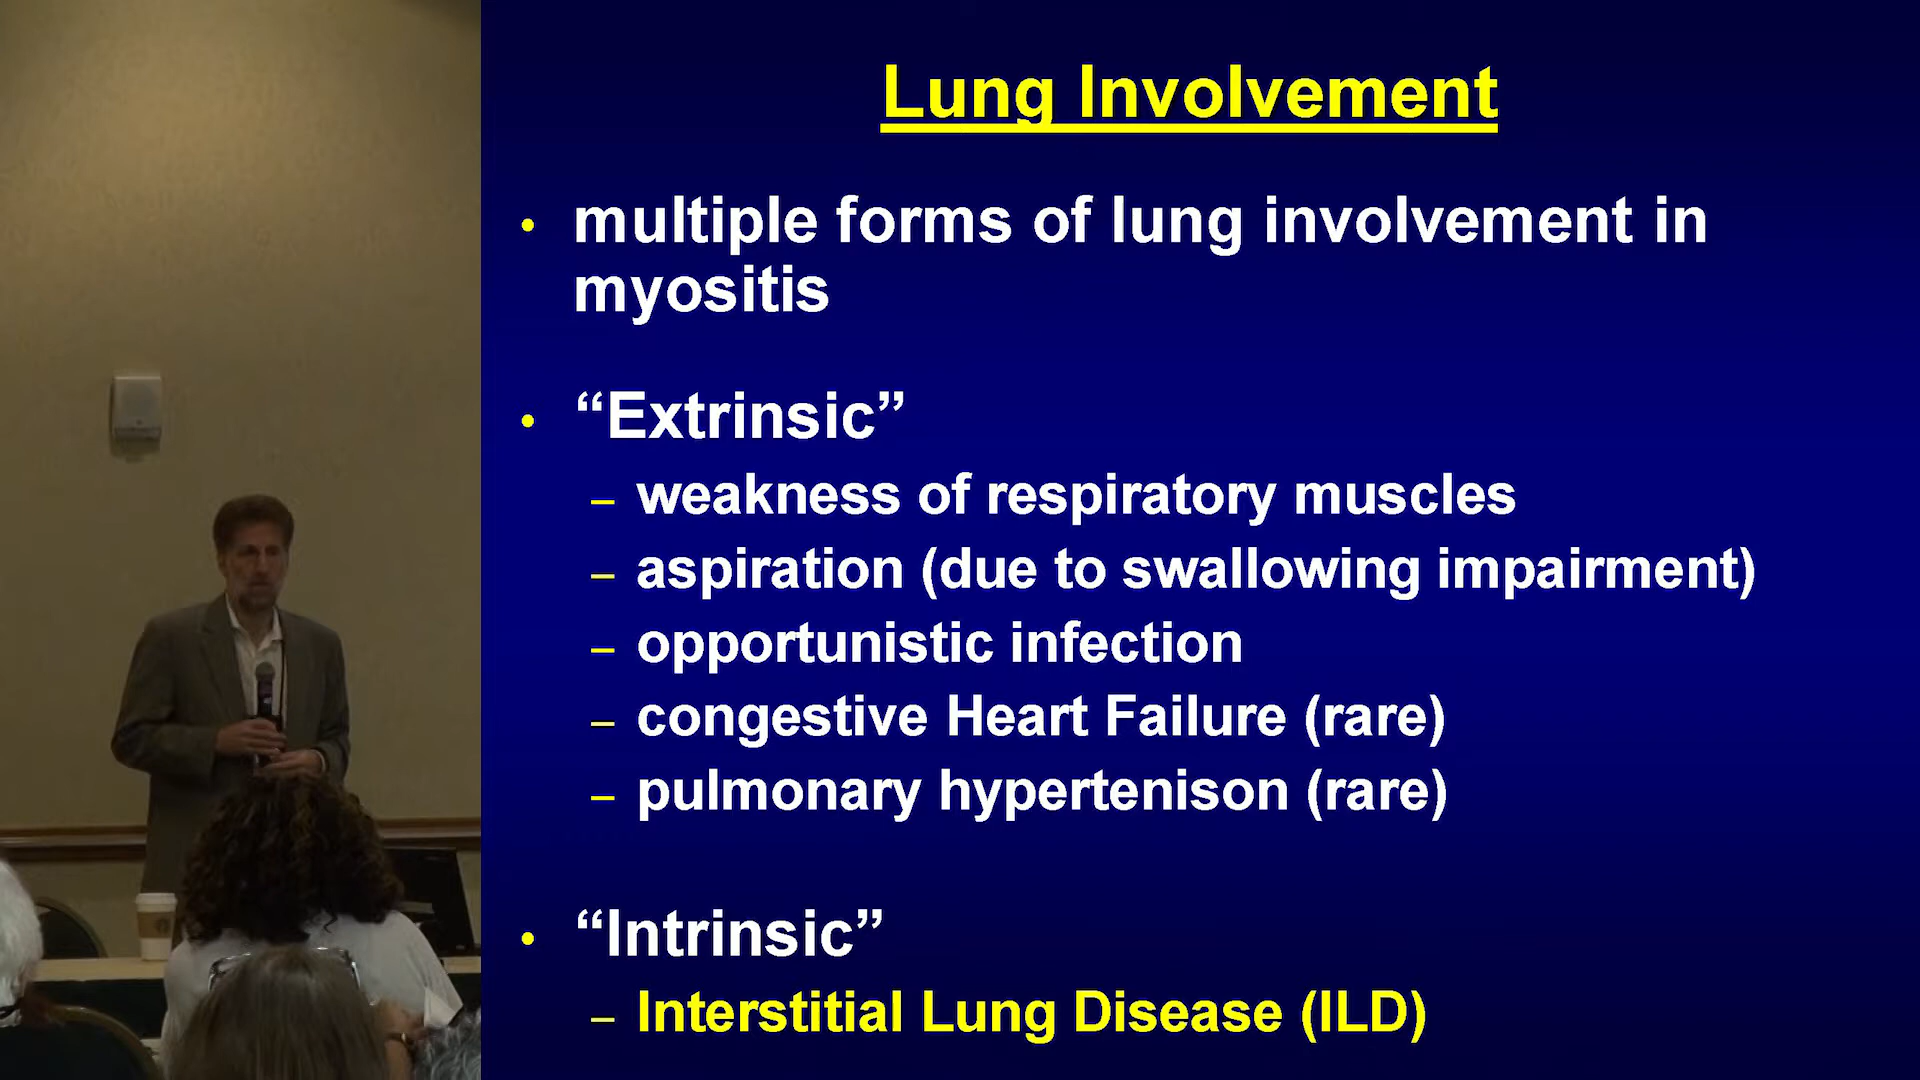 Lung Involvement
• multiple forms of lung involvement in
myositis
• “Extrinsic”
– weakness of respiratory muscles
– aspiration (due to swallowing impairment)
– opportunistic infection
– congestive Heart Failure (rare)
– pulmonary hypertenison (rare)
• “Intrinsic”
– Interstitial Lung Disease (ILD)